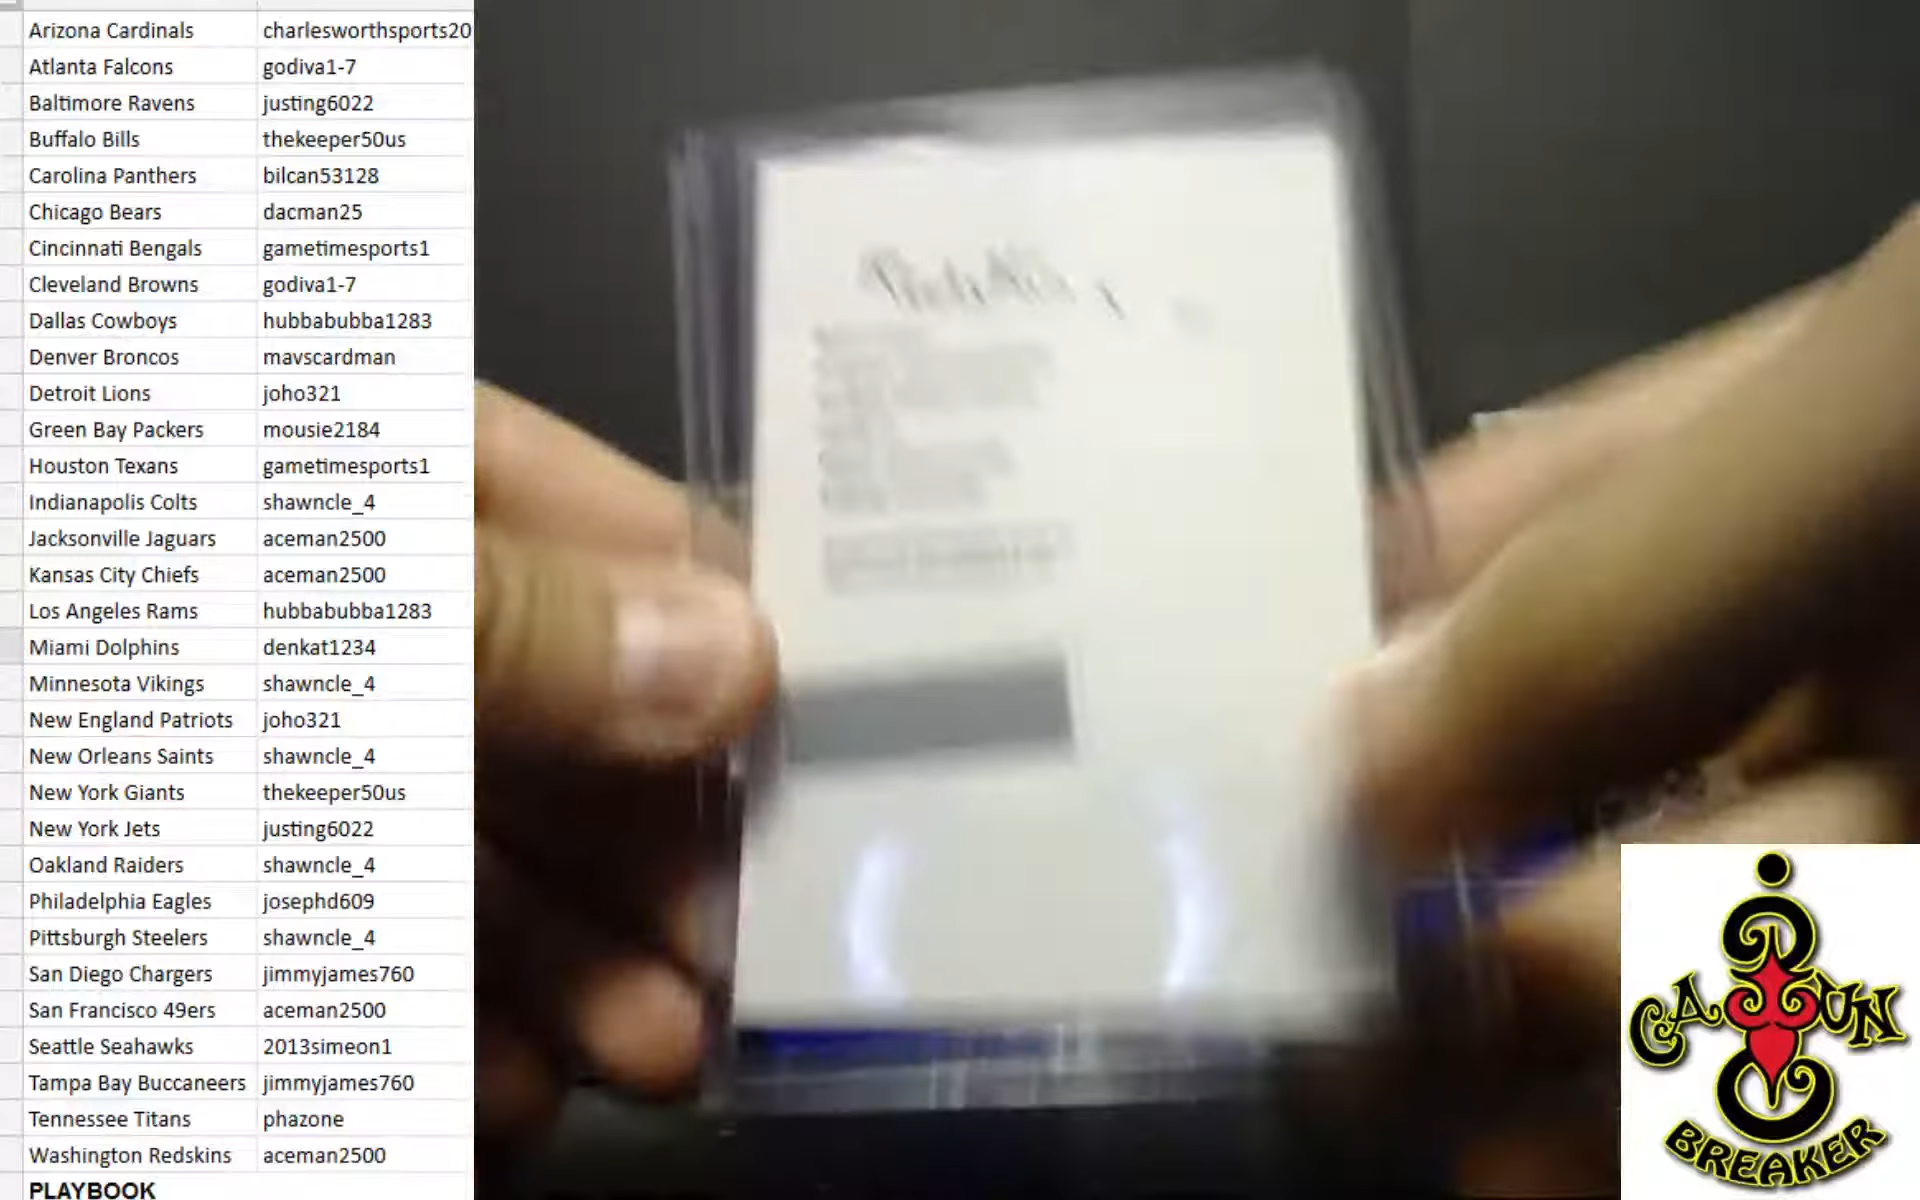 Arizona Cardinals charlesworthsports20
Atlanta Falcons godiva1-7
Baltimore Ravens justing6022
Buffalo Bills thekeeper50us
Carolina Panthers bilcan53128
Chicago Bears dacman25
Cincinnati Bengals gametimesports1
Cleveland Browns godiva1-7
Dallas Cowboys hubbabubba1283
Denver Broncos mavscardman
Detroit Lions joho321
Green Bay Packers mousie2184
Houston Texans gametimesports1
Indianapolis Colts shawncle_4
Jacksonville Jaguars aceman2500
Kansas City Chiefs aceman2500
Los Angeles Rams hubbabubba1283
Miami Dolphins denkat1234
Minnesota Vikings shawncle_4
New England Patriots joho321
New Orleans Saints shawncle_4
New York Giants thekeeper50us
New York Jets justing6022
Oakland Raiders shawncle_4
Philadelphia Eagles josephd609
Pittsburgh Steelers shawncle_4
San Diego Chargers jimmyjames760
San Francisco 49ers aceman2500
Seattle Seahawks 2013simeon1
Tampa Bay Buccaneers jimmyjames760
Tennessee Titans phazone
Washington Redskins aceman2500
PLAYBOOK
CAJUN
BREAKER